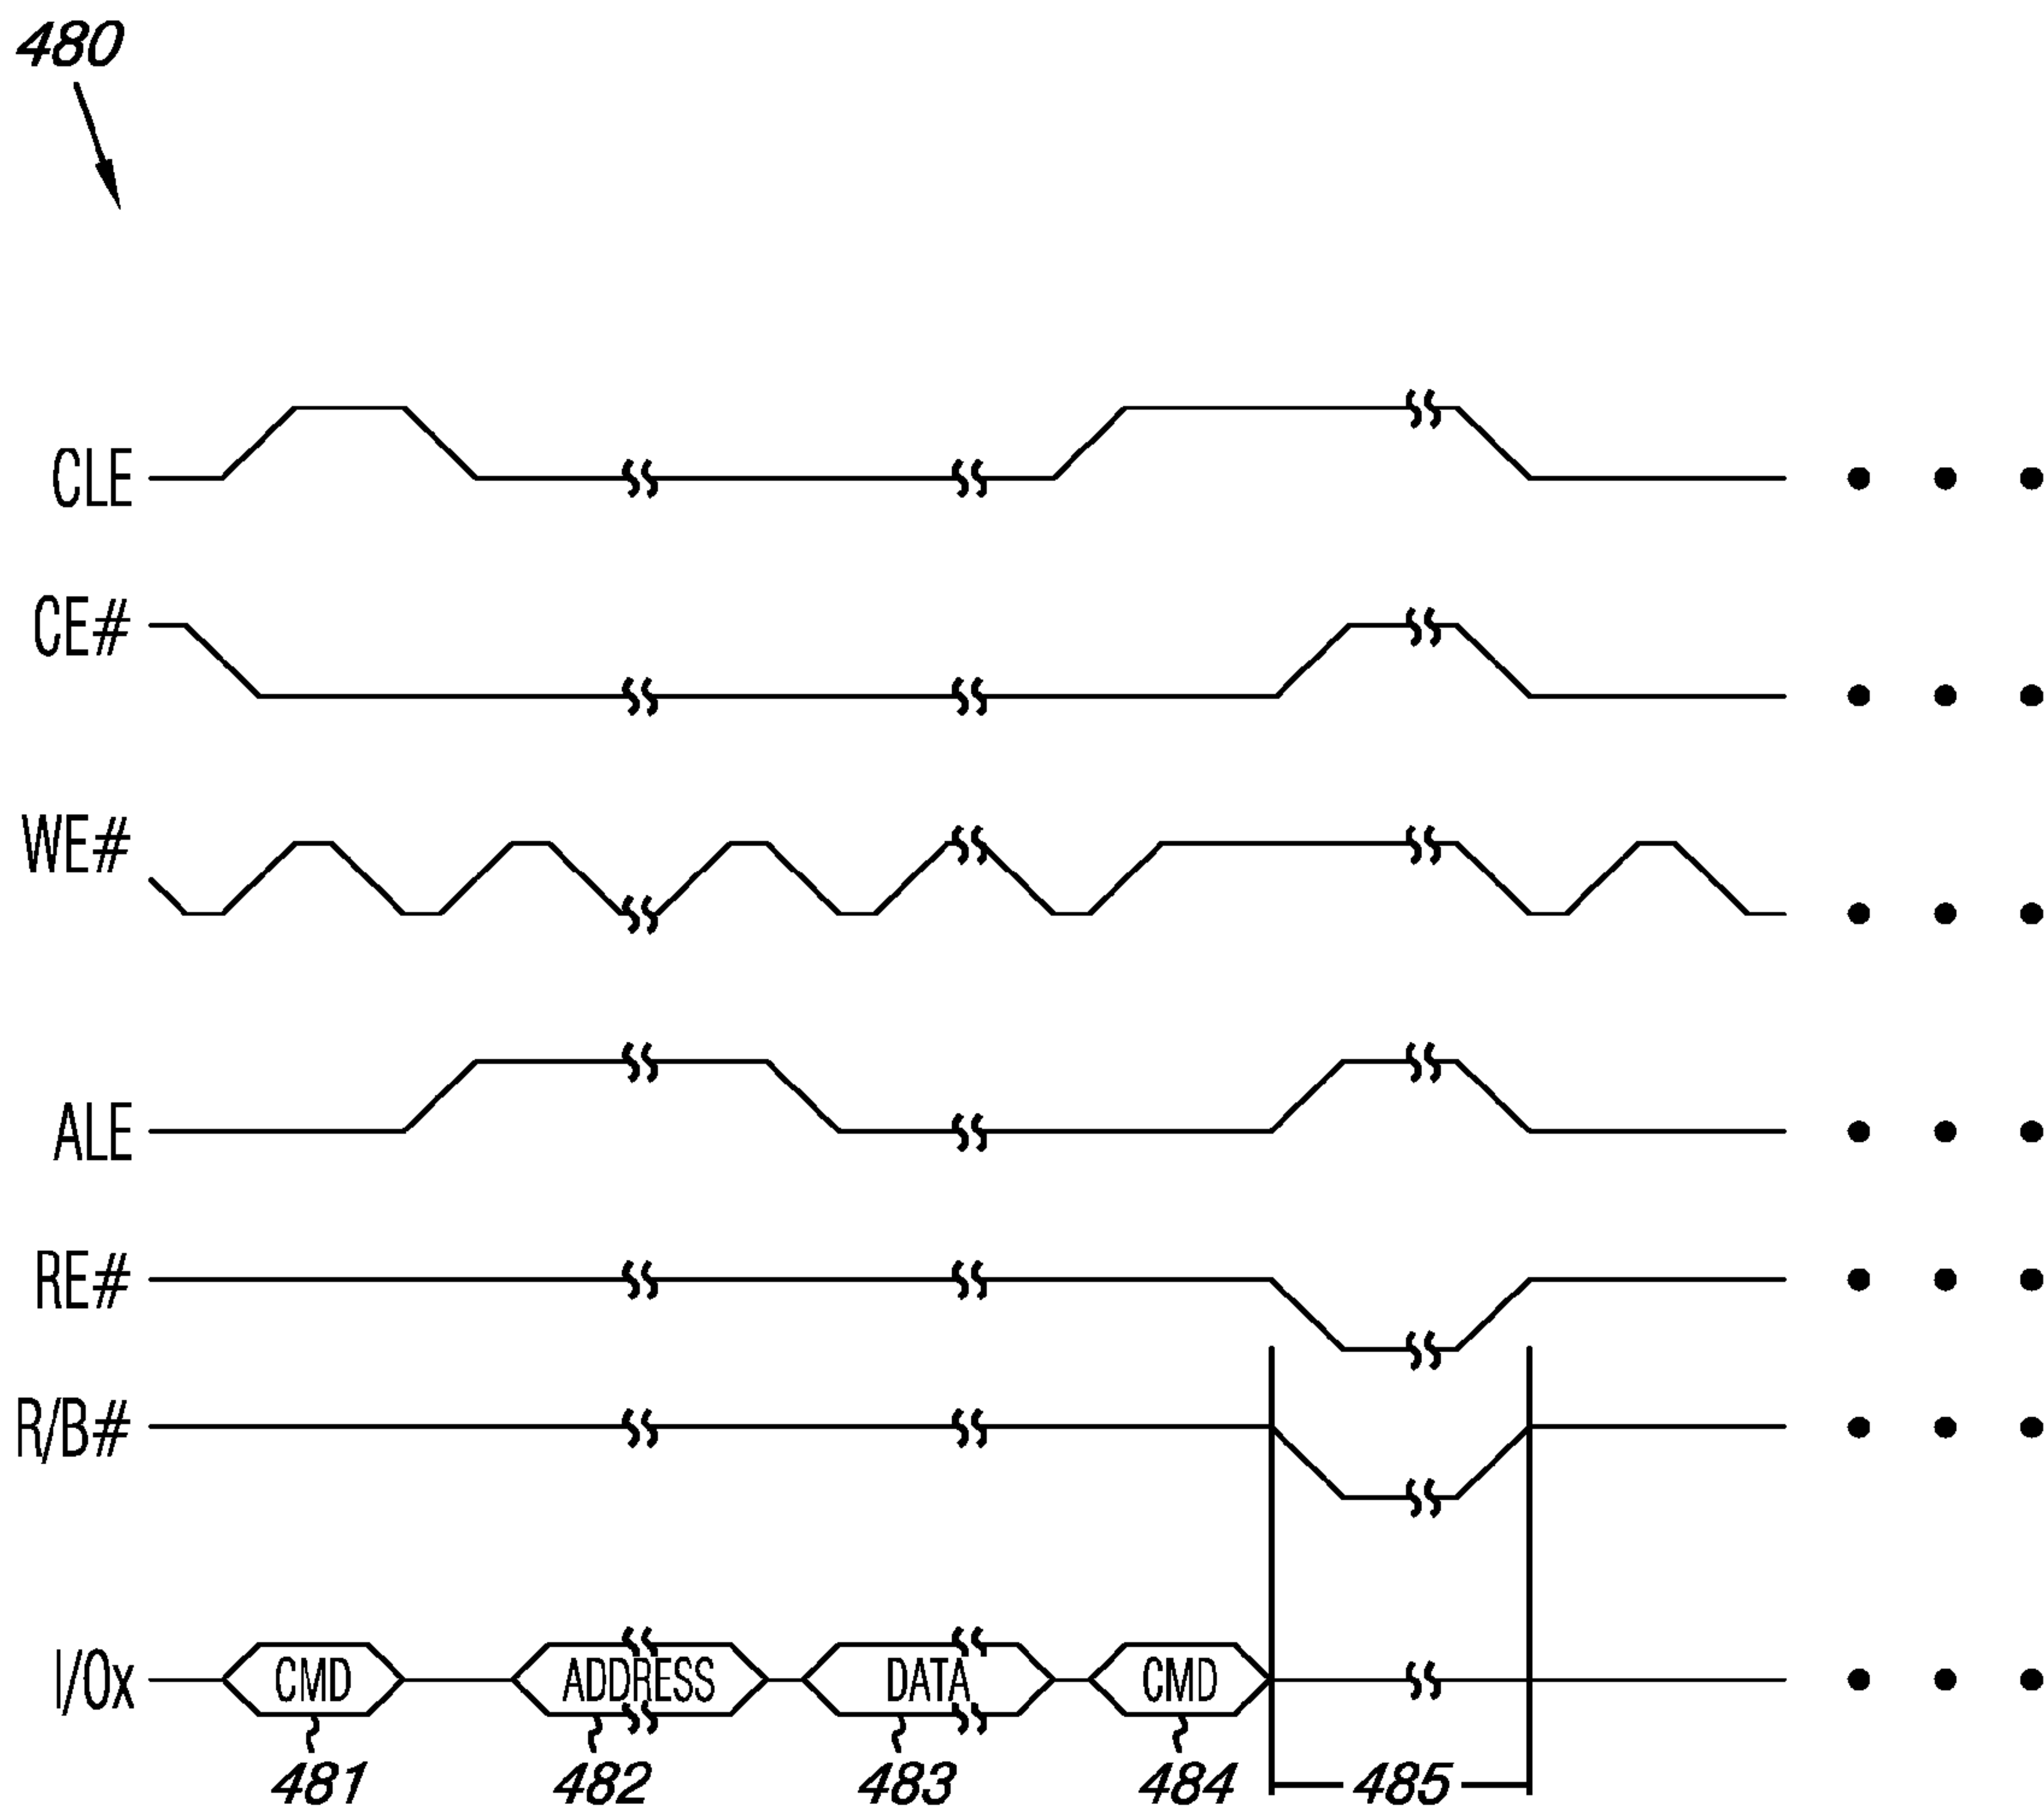 480
CLE
CE#
WE#
ALE
RE#
R/B#
I/Ox CMD ADDRESS DATA CMD
481 482 483 484 485